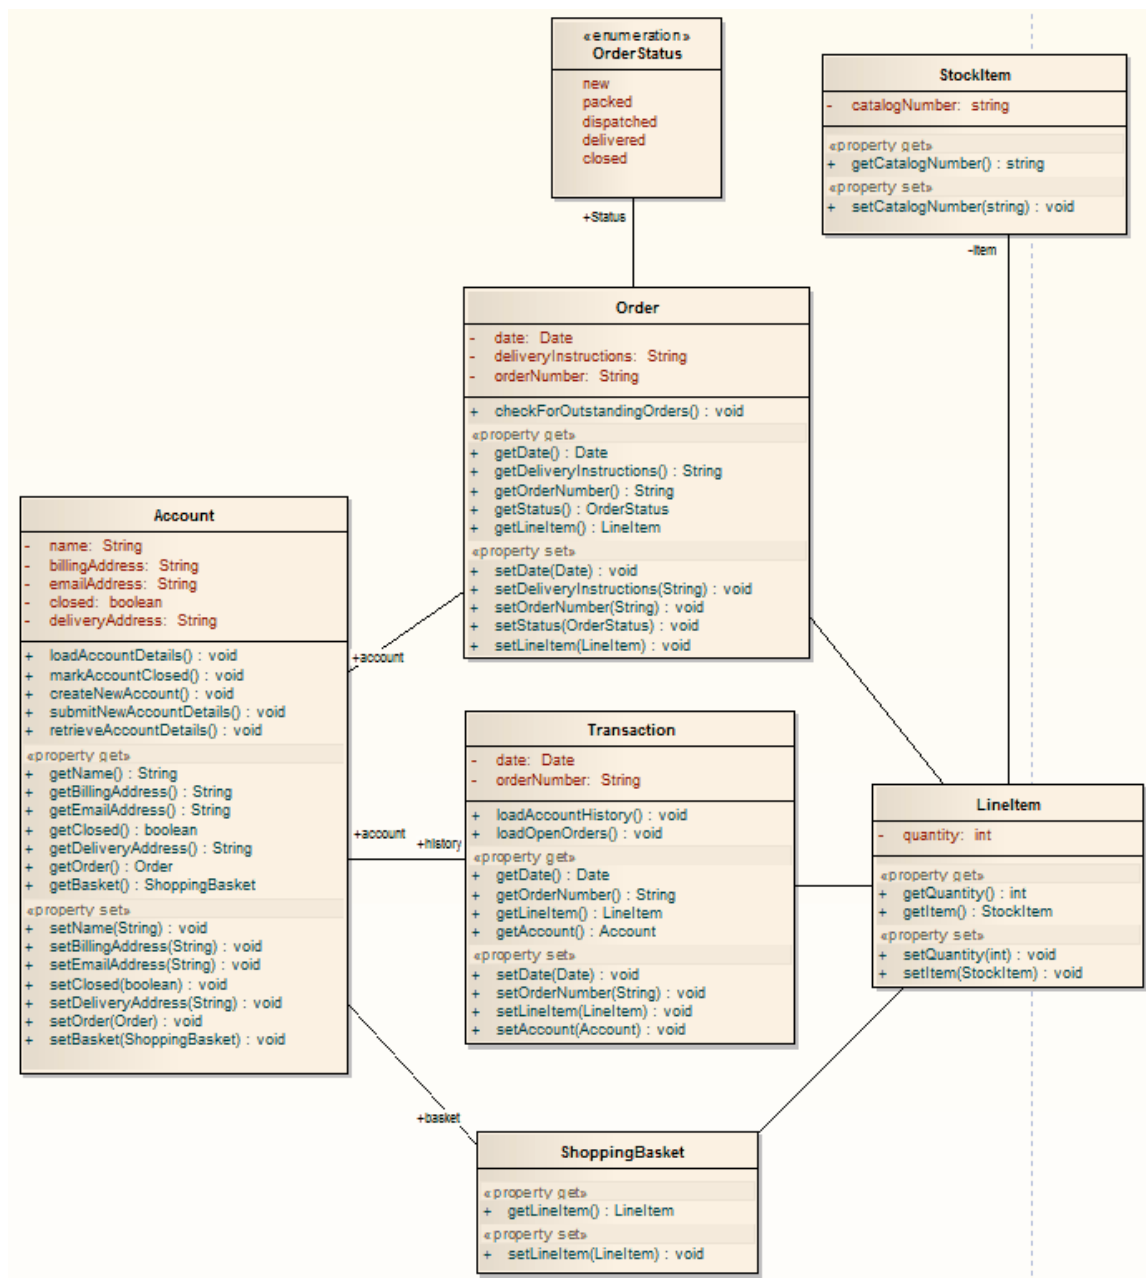 «enumeration»
OrderStatus
new
packed
dispatched
delivered
closed
+Status
StockItem
- catalogNumber: string
«property get»
+ getCatalogNumber() : string
«property set»
+ setCatalogNumber(string) : void
-Item
Order
- date: Date
- deliveryInstructions: String
- orderNumber: String
+ checkForOutstandingOrders() : void
«property get»
+ getDate() : Date
+ getDeliveryInstructions() : String
+ getOrderNumber() : String
+ getStatus() : OrderStatus
+ getLineItem() : LineItem
«property set»
+ setDate(Date) : void
+ setDeliveryInstructions(String) : void
+ setOrderNumber(String) : void
+ setStatus(OrderStatus) : void
+ setLineItem(LineItem) : void
Account
- name: String
- billingAddress: String
- emailAddress: String
- closed: boolean
- deliveryAddress: String
+ loadAccountDetails() : void
+ markAccountClosed() : void
+ createNewAccount() : void
+ submitNewAccountDetails() : void
+ retrieveAccountDetails() : void
«property get»
+ getName() : String
+ getBillingAddress() : String
+ getEmailAddress() : String
+ getClosed() : boolean
+ getDeliveryAddress() : String
+ getOrder() : Order
+ getBasket() : ShoppingBasket
«property set»
+ setName(String) : void
+ setBillingAddress(String) : void
+ setEmailAddress(String) : void
+ setClosed(boolean) : void
+ setDeliveryAddress(String) : void
+ setOrder(Order) : void
+ setBasket(ShoppingBasket) : void
+account
+account
+history
+basket
Transaction
- date: Date
- orderNumber: String
+ loadAccountHistory() : void
+ loadOpenOrders() : void
«property get»
+ getDate() : Date
+ getOrderNumber() : String
+ getLineItem() : LineItem
+ getAccount() : Account
«property set»
+ setDate(Date) : void
+ setOrderNumber(String) : void
+ setLineItem(LineItem) : void
+ setAccount(Account) : void
LineItem
- quantity: int
«property get»
+ getQuantity() : int
+ getItem() : StockItem
«property set»
+ setQuantity(int) : void
+ setItem(StockItem) : void
ShoppingBasket
«property get»
+ getLineItem() : LineItem
«property set»
+ setLineItem(LineItem) : void